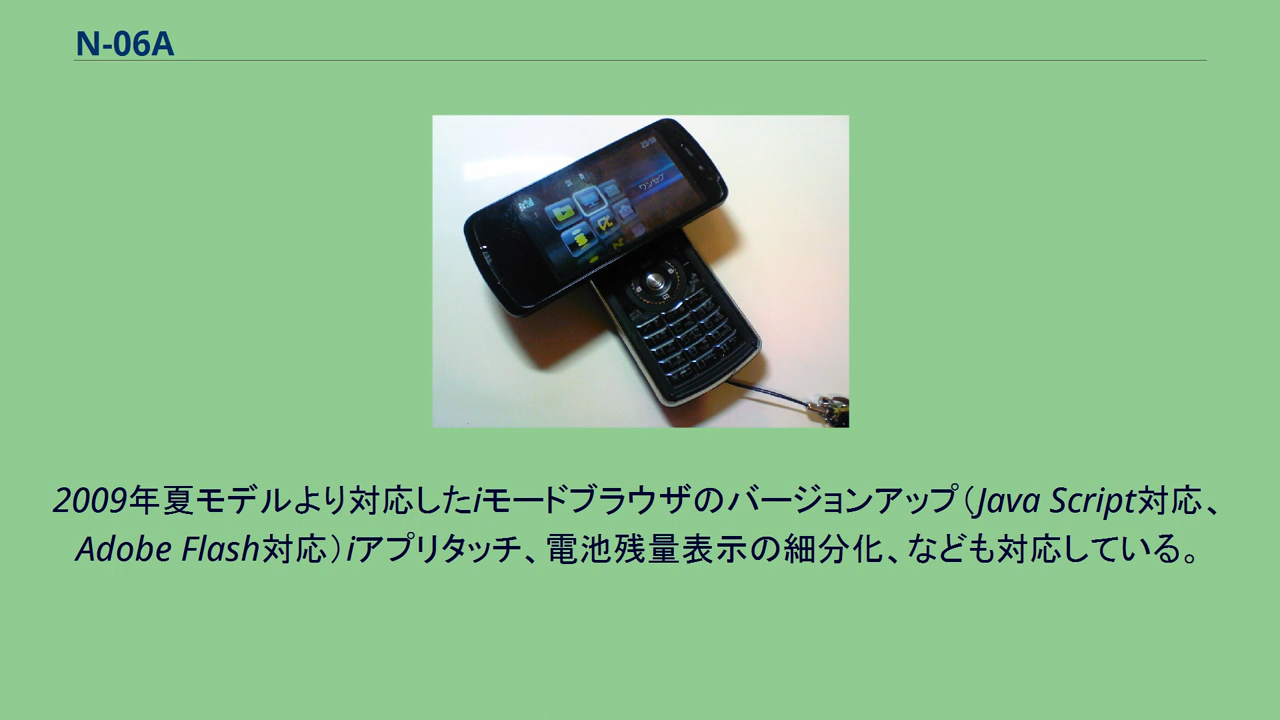 N-06A
ワンセグ
2009年夏モデルより対応したiモードブラウザのバージョンアップ（Java Script対応、
Adobe Flash対応）iアプリタッチ、電池残量表示の細分化、なども対応している。